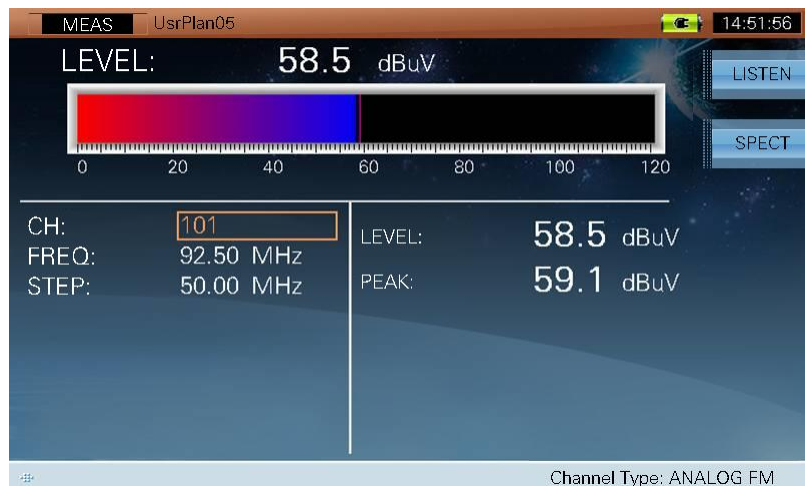 MEAS UsrPlan05 14:51:56
LEVEL: 58.5 dBuV
LISTEN
SPECT
0 20 40 60 80 100 120
CH: 101
FREQ: 92.50 MHz
STEP: 50.00 MHz
LEVEL: 58.5 dBuV
PEAK: 59.1 dBuV
Channel Type: ANALOG FM